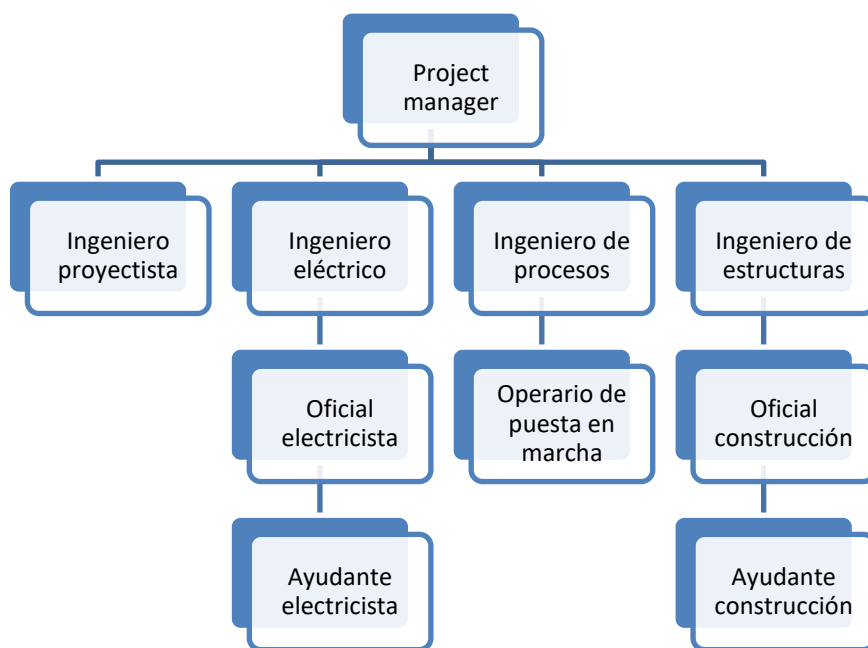 Project
manager
Ingeniero
proyectista
Ingeniero
eléctrico
Ingeniero de
procesos
Ingeniero de
estructuras
Oficial
electricista
Operario de
puesta en
marcha
Oficial
construcción
Ayudante
electricista
Ayudante
construcción